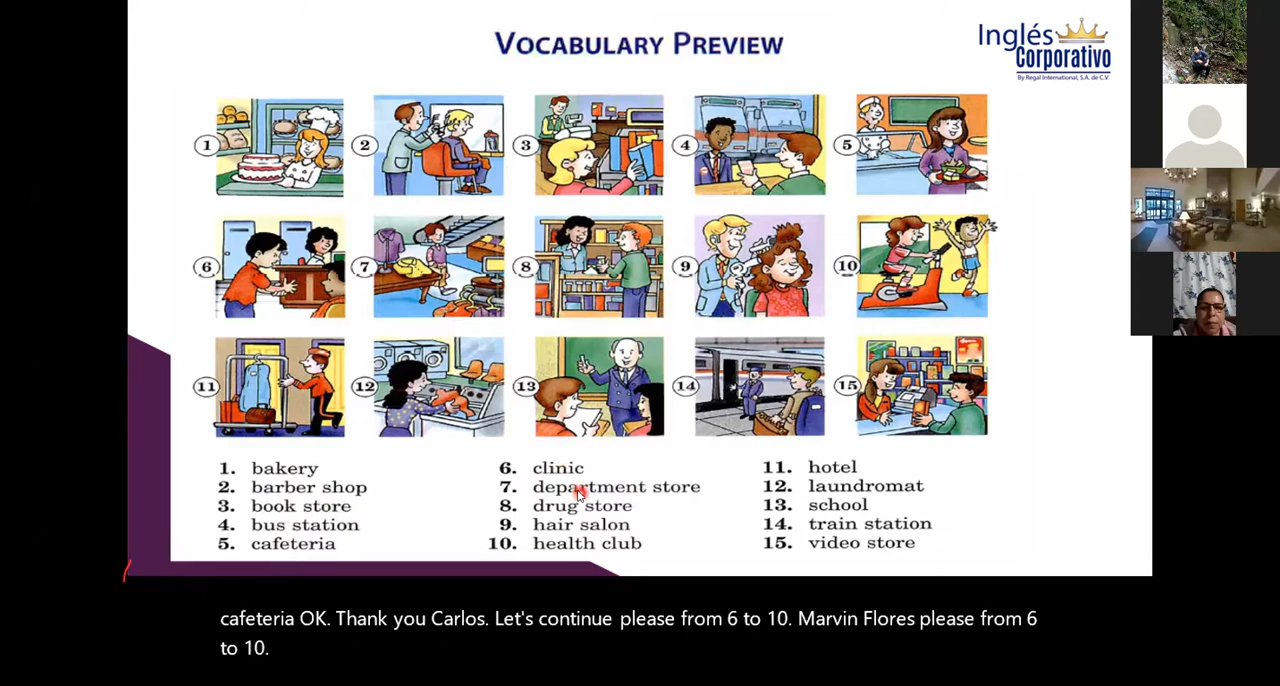 VOCABULARY PREVIEW
Inglés
Corporativo
By Regal International, S.A. de C.V.
1
2
3
4
5
6
7
8
9
10
11
12
13
14
15
1. bakery
2. barber shop
3. book store
4. bus station
5. cafeteria
6. clinic
7. department store
8. drug store
9. hair salon
10. health club
11. hotel
12. laundromat
13. school
14. train station
15. video store
cafeteria OK. Thank you Carlos. Let's continue please from 6 to 10. Marvin Flores please from 6
to 10.